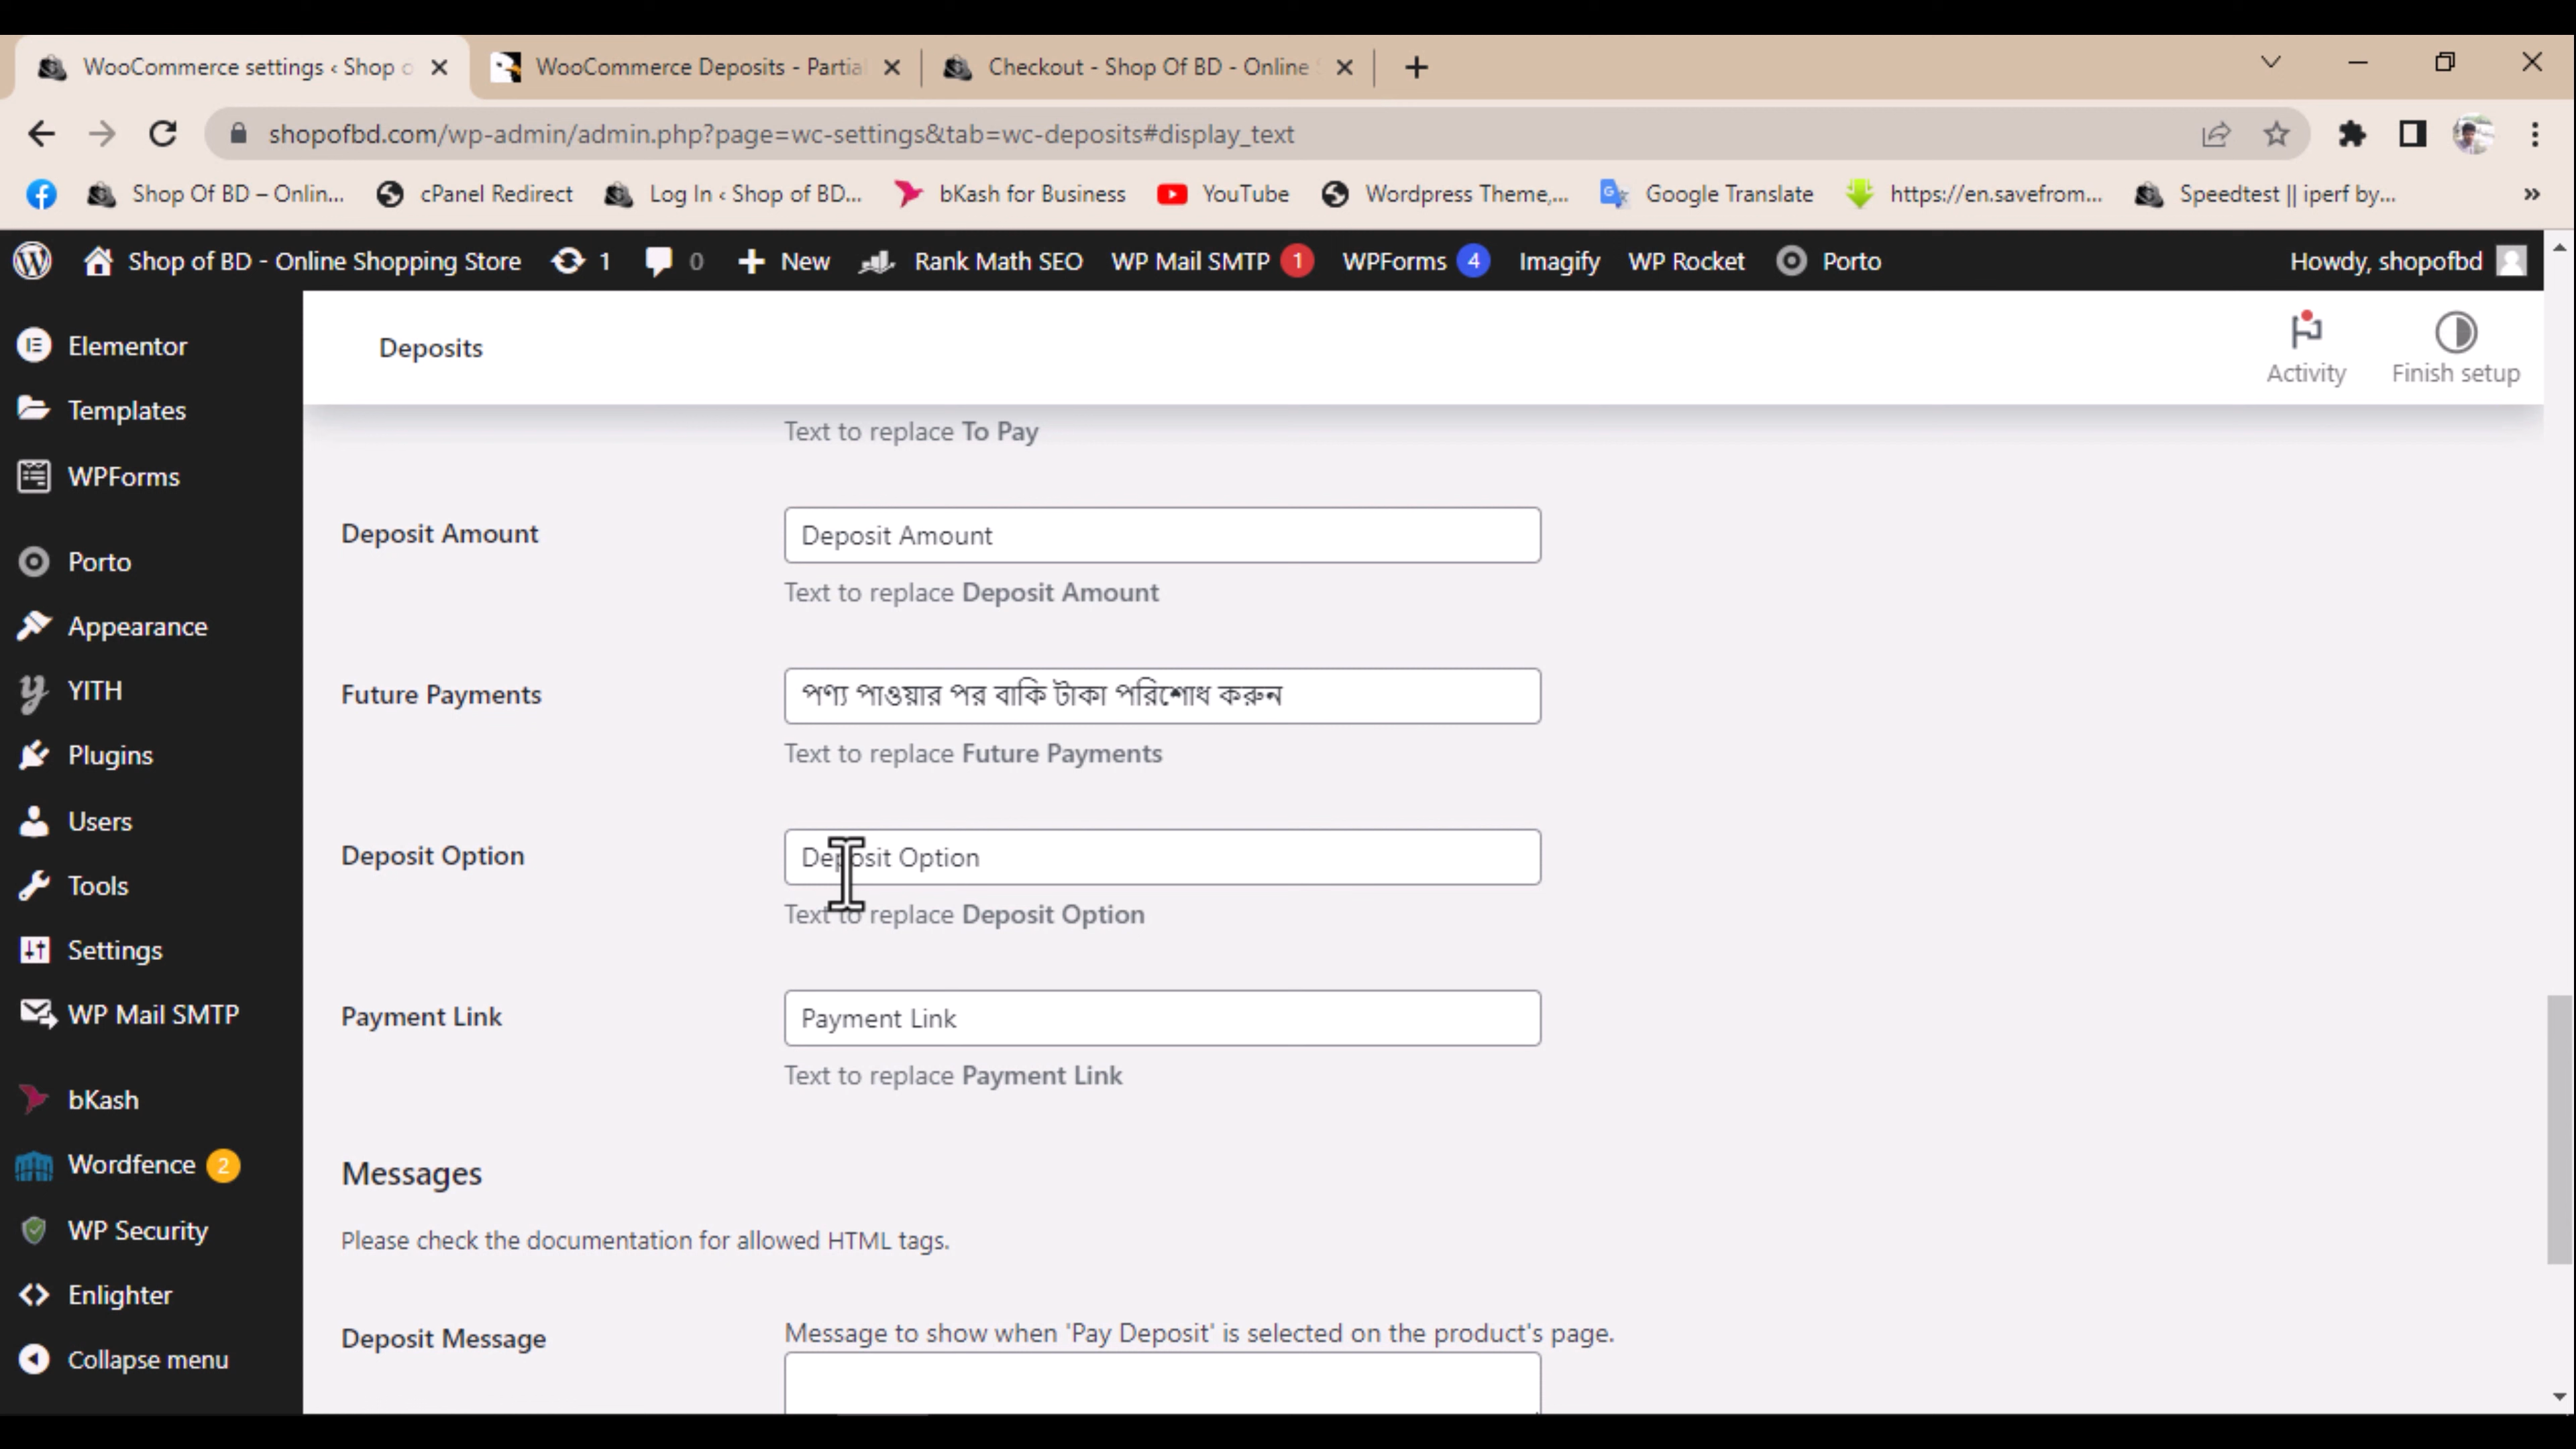 WooCommerce settings ‹ Shop o
WooCommerce Deposits - Partial
Checkout - Shop Of BD - Online
shopofbd.com/wp-admin/admin.php?page=wc-settings&tab=wc-deposits#display_text
Shop Of BD – Onlin... cPanel Redirect Log In ‹ Shop of BD... bKash for Business YouTube Wordpress Theme,... Google Translate https://en.savefrom... Speedtest || iperf by... »
Shop of BD - Online Shopping Store 1 0 New Rank Math SEO WP Mail SMTP 1 WPForms 4 Imagify WP Rocket Porto Howdy, shopofbd
Elementor
Templates
WPForms
Porto
Appearance
YITH
Plugins
Users
Tools
Settings
WP Mail SMTP
bKash
Wordfence 2
WP Security
Enlighter
Collapse menu
Deposits
Activity
Finish setup
Text to replace To Pay
Deposit Amount
Deposit Amount
Text to replace Deposit Amount
Future Payments
পণ্য পাওয়ার পর বাকি টাকা পরিশোধ করুন
Text to replace Future Payments
Deposit Option
Deposit Option
Text to replace Deposit Option
Payment Link
Payment Link
Text to replace Payment Link
Messages
Please check the documentation for allowed HTML tags.
Deposit Message
Message to show when 'Pay Deposit' is selected on the product's page.